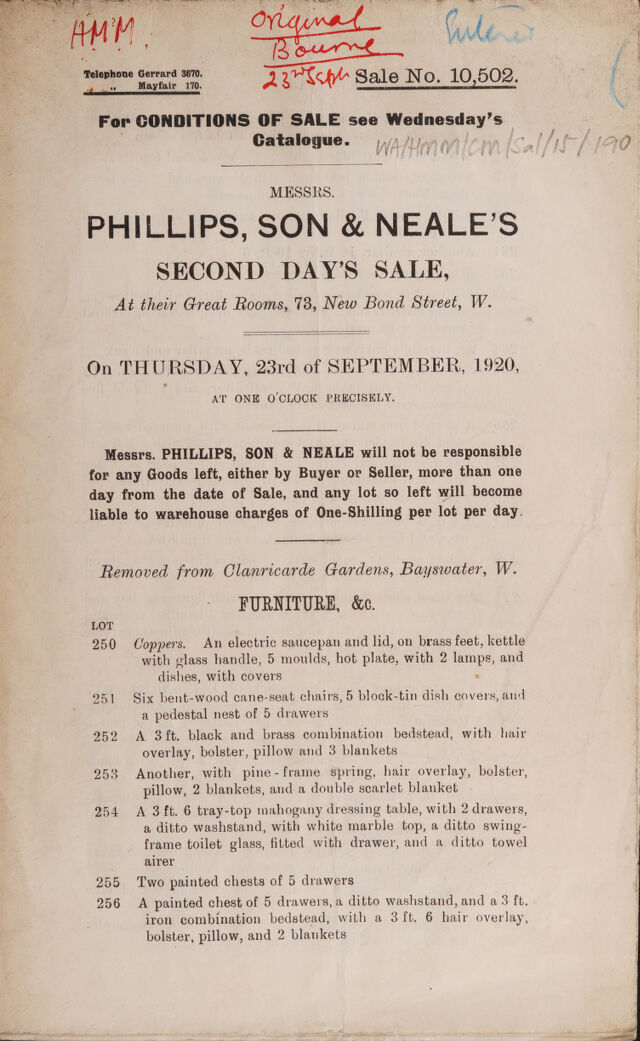 HMM.
Original
Bourne
23rd Sept
Entered
Telephone Gerrard 3670.
„ „ Mayfair 170.
Sale No. 10,502.
For CONDITIONS OF SALE see Wednesday's
Catalogue.
WA/HMM/CM/Sal/15/190
MESSRS.
PHILLIPS, SON & NEALE'S
SECOND DAY'S SALE,
At their Great Rooms, 73, New Bond Street, W.
On THURSDAY, 23rd of SEPTEMBER, 1920,
AT ONE O'CLOCK PRECISELY.
Messrs. PHILLIPS, SON & NEALE will not be responsible
for any Goods left, either by Buyer or Seller, more than one
day from the date of Sale, and any lot so left will become
liable to warehouse charges of One-Shilling per lot per day.
Removed from Clanricarde Gardens, Bayswater, W.
FURNITURE, &c.
LOT
250 Coppers. An electric saucepan and lid, on brass feet, kettle
with glass handle, 5 moulds, hot plate, with 2 lamps, and
dishes, with covers
251 Six bent-wood cane-seat chairs, 5 block-tin dish covers, and
a pedestal nest of 5 drawers
252 A 3 ft. black and brass combination bedstead, with hair
overlay, bolster, pillow and 3 blankets
253 Another, with pine-frame spring, hair overlay, bolster,
pillow, 2 blankets, and a double scarlet blanket
254 A 3 ft. 6 tray-top mahogany dressing table, with 2 drawers,
a ditto washstand, with white marble top, a ditto swing-
frame toilet glass, fitted with drawer, and a ditto towel
airer
255 Two painted chests of 5 drawers
256 A painted chest of 5 drawers, a ditto washstand, and a 3 ft.
iron combination bedstead, with a 3 ft. 6 hair overlay,
bolster, pillow, and 2 blankets